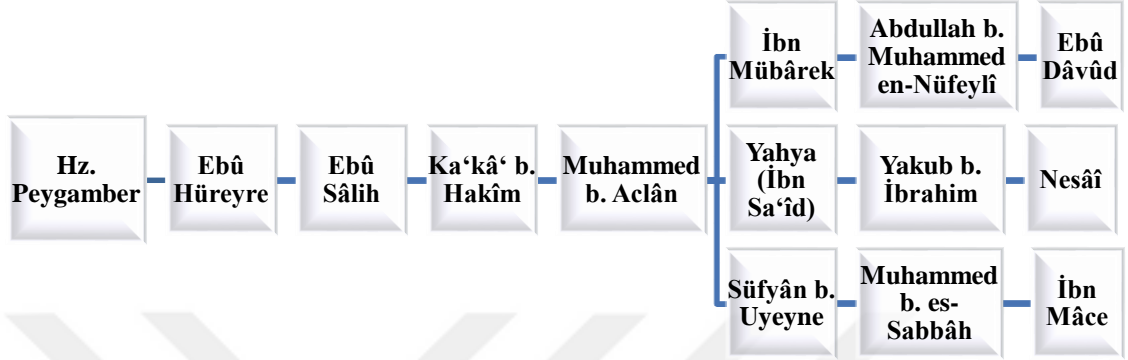 Hz.
Peygamber
Ebû
Hüreyre
Ebû
Sâlih
Ka‘kâ‘ b.
Hakîm
Muhammed
b. Aclân
İbn
Mübârek
Abdullah b.
Muhammed
en-Nüfeylî
Ebû
Dâvûd
Yahya
(İbn
Sa‘îd)
Yakub b.
İbrahim
Nesâî
Süfyân b.
Uyeyne
Muhammed
b. es-
Sabbâh
İbn
Mâce